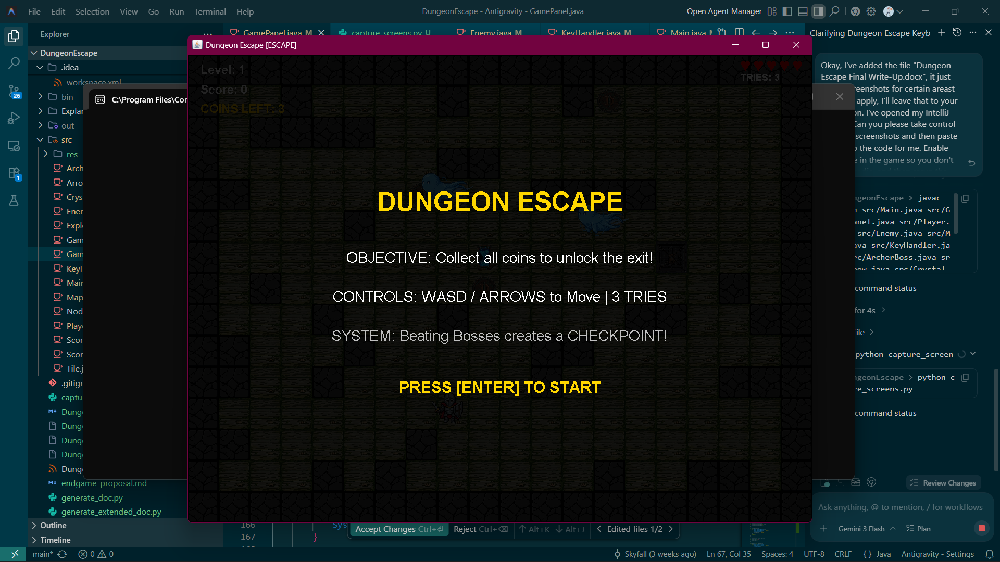 File Edit Selection View Go Run Terminal Help
DungeonEscape - Antigravity - GamePanel.java
Open Agent Manager
Explorer
GamePanel.java M
capture_screens.py U
Enemy.java M
KeyHandler.java M
Main.java
Clarifying Dungeon Escape Keyb
DungeonEscape
.idea
workspace.xml
bin
Explar
out
src
res
Arch
Arro
Crys
Ener
Explo
Gam
Gam
KeyH
Mair
Map
Nod
Playe
Scor
Scor
Tile.j
.gitigr
captu
Dung
Dung
Dung
Dung
Dung
endgame_proposal.md
generate_doc.py
generate_extended_doc.py
Outline
Timeline
26
1
C:\Program Files\Cor
Dungeon Escape [ESCAPE]
Level: 1
Score: 0
COINS LEFT: 3
TRIES: 3
DUNGEON ESCAPE
OBJECTIVE: Collect all coins to unlock the exit!
CONTROLS: WASD / ARROWS to Move | 3 TRIES
SYSTEM: Beating Bosses creates a CHECKPOINT!
PRESS [ENTER] TO START
Okay, I've added the file "Dungeon
Escape Final Write-Up.docx", it just
eenshots for certain areast
apply, I'll leave that to your
n. I've opened my IntelliJ
Can you please take control
screenshots and then paste
o the code for me. Enable
e in the game so you don't
ngeonEscape > javac -
n src/Main.java src/G
anel.java src/Player.
src/Enemy.java src/M
ava src/KeyHandler.ja
rc/ArcherBoss.java sr
row.java src/Crystal
command status
for 4s
file
python capture_screen
ngeonEscape > python c
re_screens.py
command status
Review Changes
Ask anything, @ to mention, / for workflows
Gemini 3 Flash
Plan
166
Sys
167
}
Accept Changes Ctrl+⏎
Reject Ctrl+⌫
↑ Alt+K ↓ Alt+J
Edited files 1/2
main*
0 0
Skyfall (3 weeks ago)
Ln 67, Col 35
Spaces: 4
UTF-8
CRLF
{ } Java
Antigravity - Settings